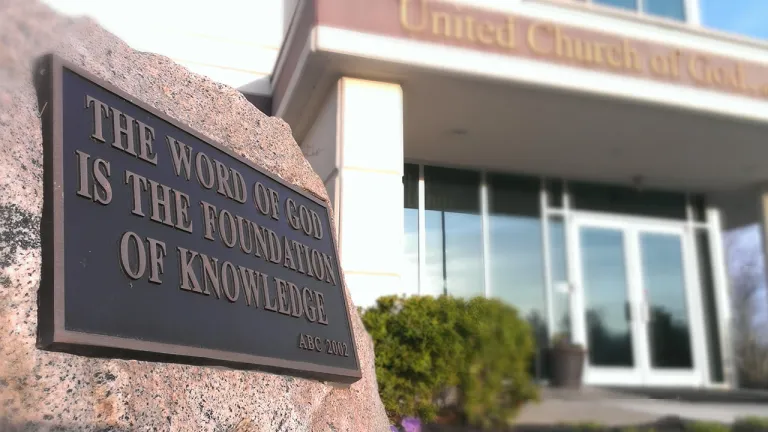 United Church of God,
THE WORD OF GOD
IS THE FOUNDATION
OF KNOWLEDGE
ABC 2002